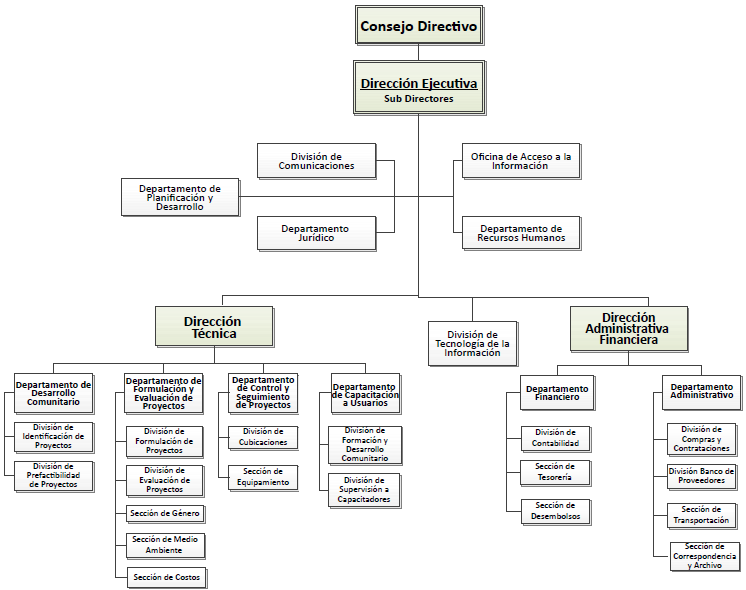 Consejo Directivo
Dirección Ejecutiva
Sub Directores
División de
Comunicaciones
Oficina de Acceso a la
Información
Departamento de
Planificación y
Desarrollo
Departamento
Jurídico
Departamento de
Recursos Humanos
Dirección
Técnica
División de
Tecnología de la
Información
Dirección
Administrativa
Financiera
Departamento de
Desarrollo
Comunitario
División de
Identificación de
Proyectos
División de
Prefactibilidad
de Proyectos
Departamento de
Formulación y
Evaluación de
Proyectos
División de
Formulación de
Proyectos
División de
Evaluación de
Proyectos
Sección de Género
Sección de Medio
Ambiente
Sección de Costos
Departamento
de Control y
Seguimiento de
Proyectos
División de
Cubicaciones
Sección de
Equipamiento
Departamento
de Capacitación
a Usuarios
División de
Formación y
Desarrollo
Comunitario
División de
Supervisión a
Capacitadores
Departamento
Financiero
División de
Contabilidad
Sección de
Tesorería
Sección de
Desembolsos
Departamento
Administrativo
División de
Compras y
Contrataciones
División Banco de
Proveedores
Sección de
Transportación
Sección de
Correspondencia
y Archivo